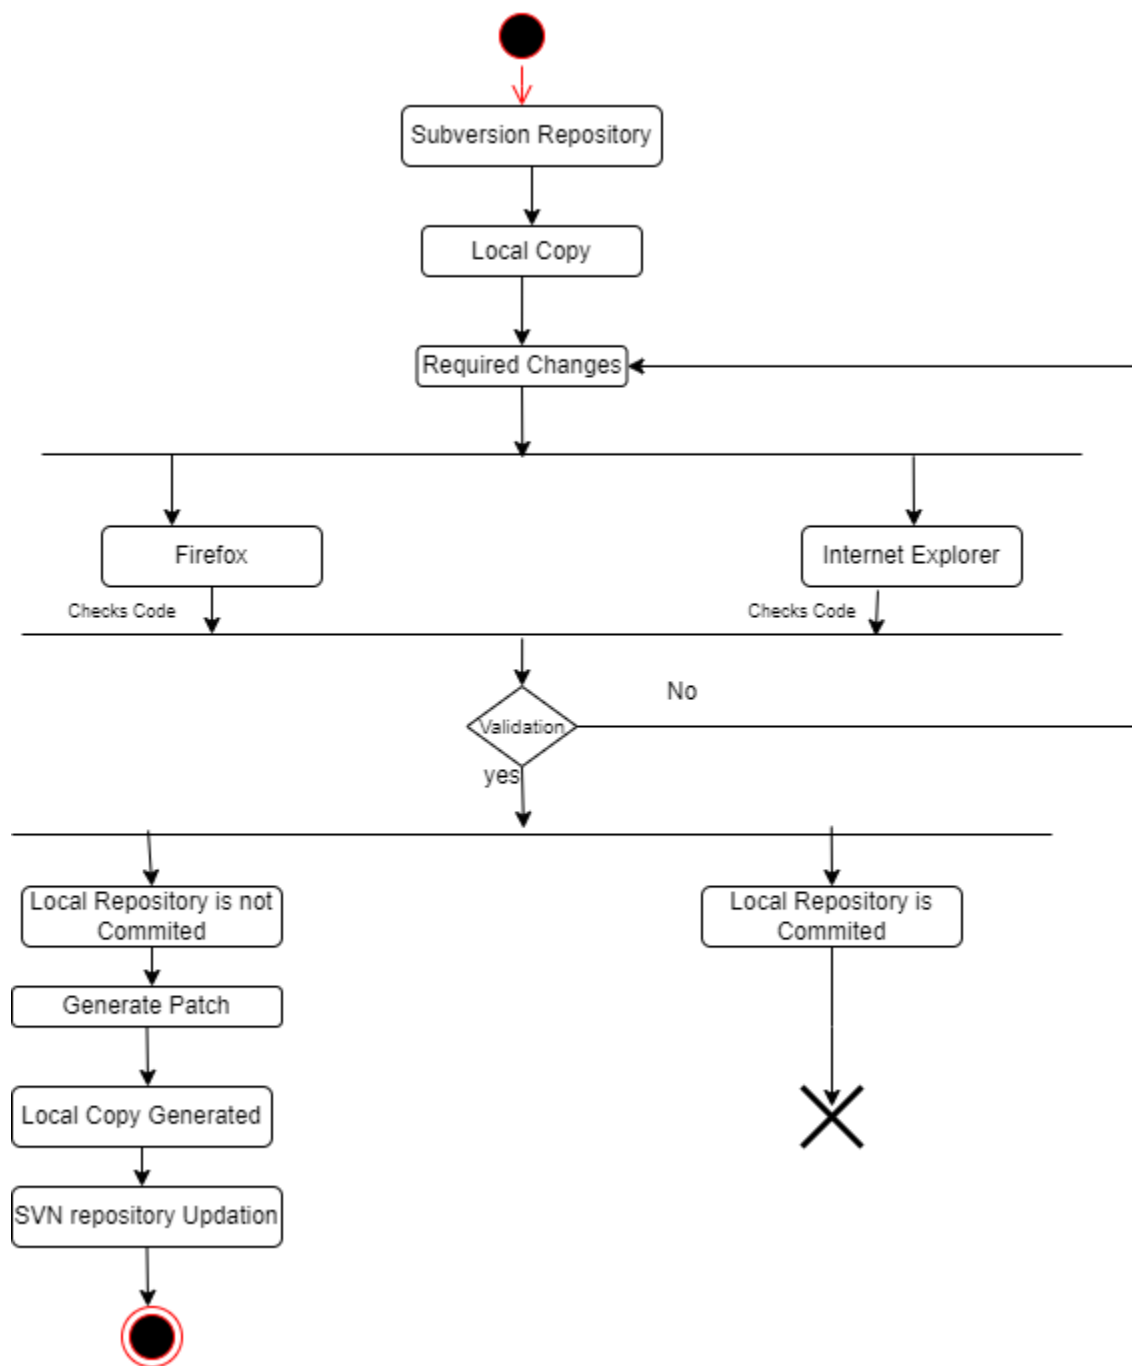 Subversion Repository
Local Copy
Required Changes
Firefox
Internet Explorer
Checks Code
Checks Code
No
Validation
yes
Local Repository is not
Commited
Local Repository is
Commited
Generate Patch
Local Copy Generated
SVN repository Updation